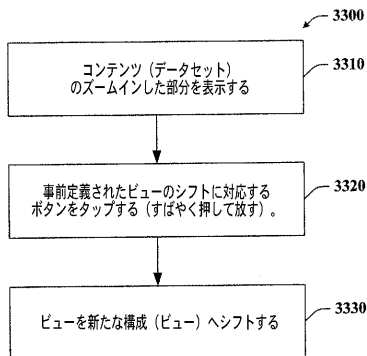 3300
コンテンツ（データセット）
のズームインした部分を表示する
3310
事前定義されたビューのシフトに対応する
ボタンをタップする（すばやく押して放す）。
3320
ビューを新たな構成（ビュー）へシフトする
3330